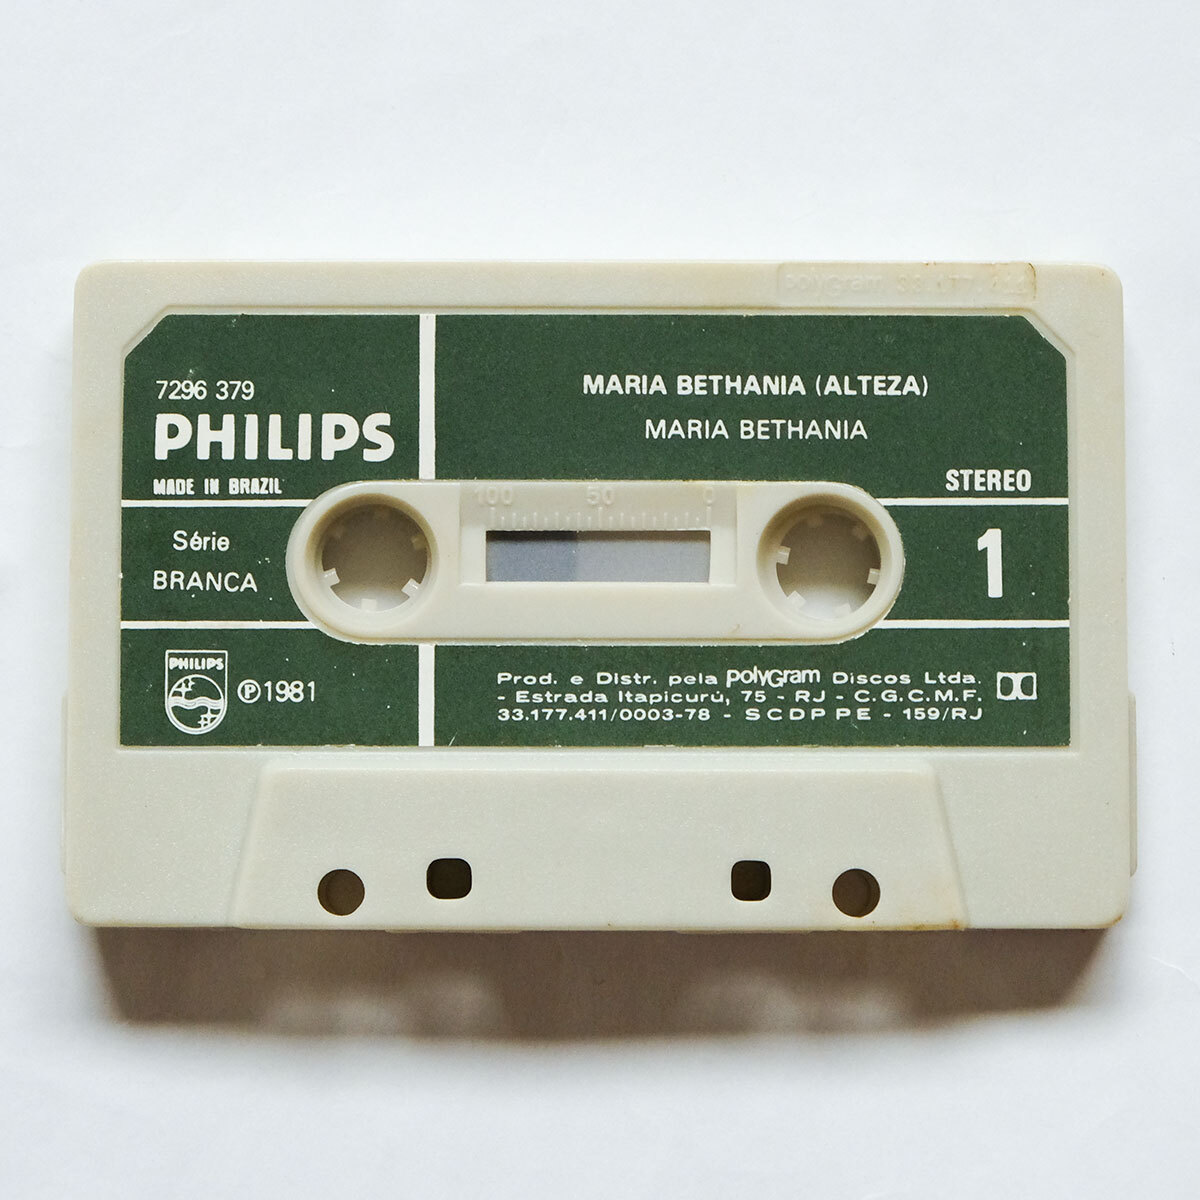 polyGram
7296 379
PHILIPS
MADE IN BRAZIL
MARIA BETHANIA (ALTEZA)
MARIA BETHANIA
STEREO
100 50 0
Série
BRANCA
1
PHILIPS
℗1981
Prod. e Distr. pela polyGram Discos Ltda.
- Estrada Itapicurú, 75 - RJ - C.G.C.M.F.
33.177.411/0003-78 - SCDP PE - 159/RJ